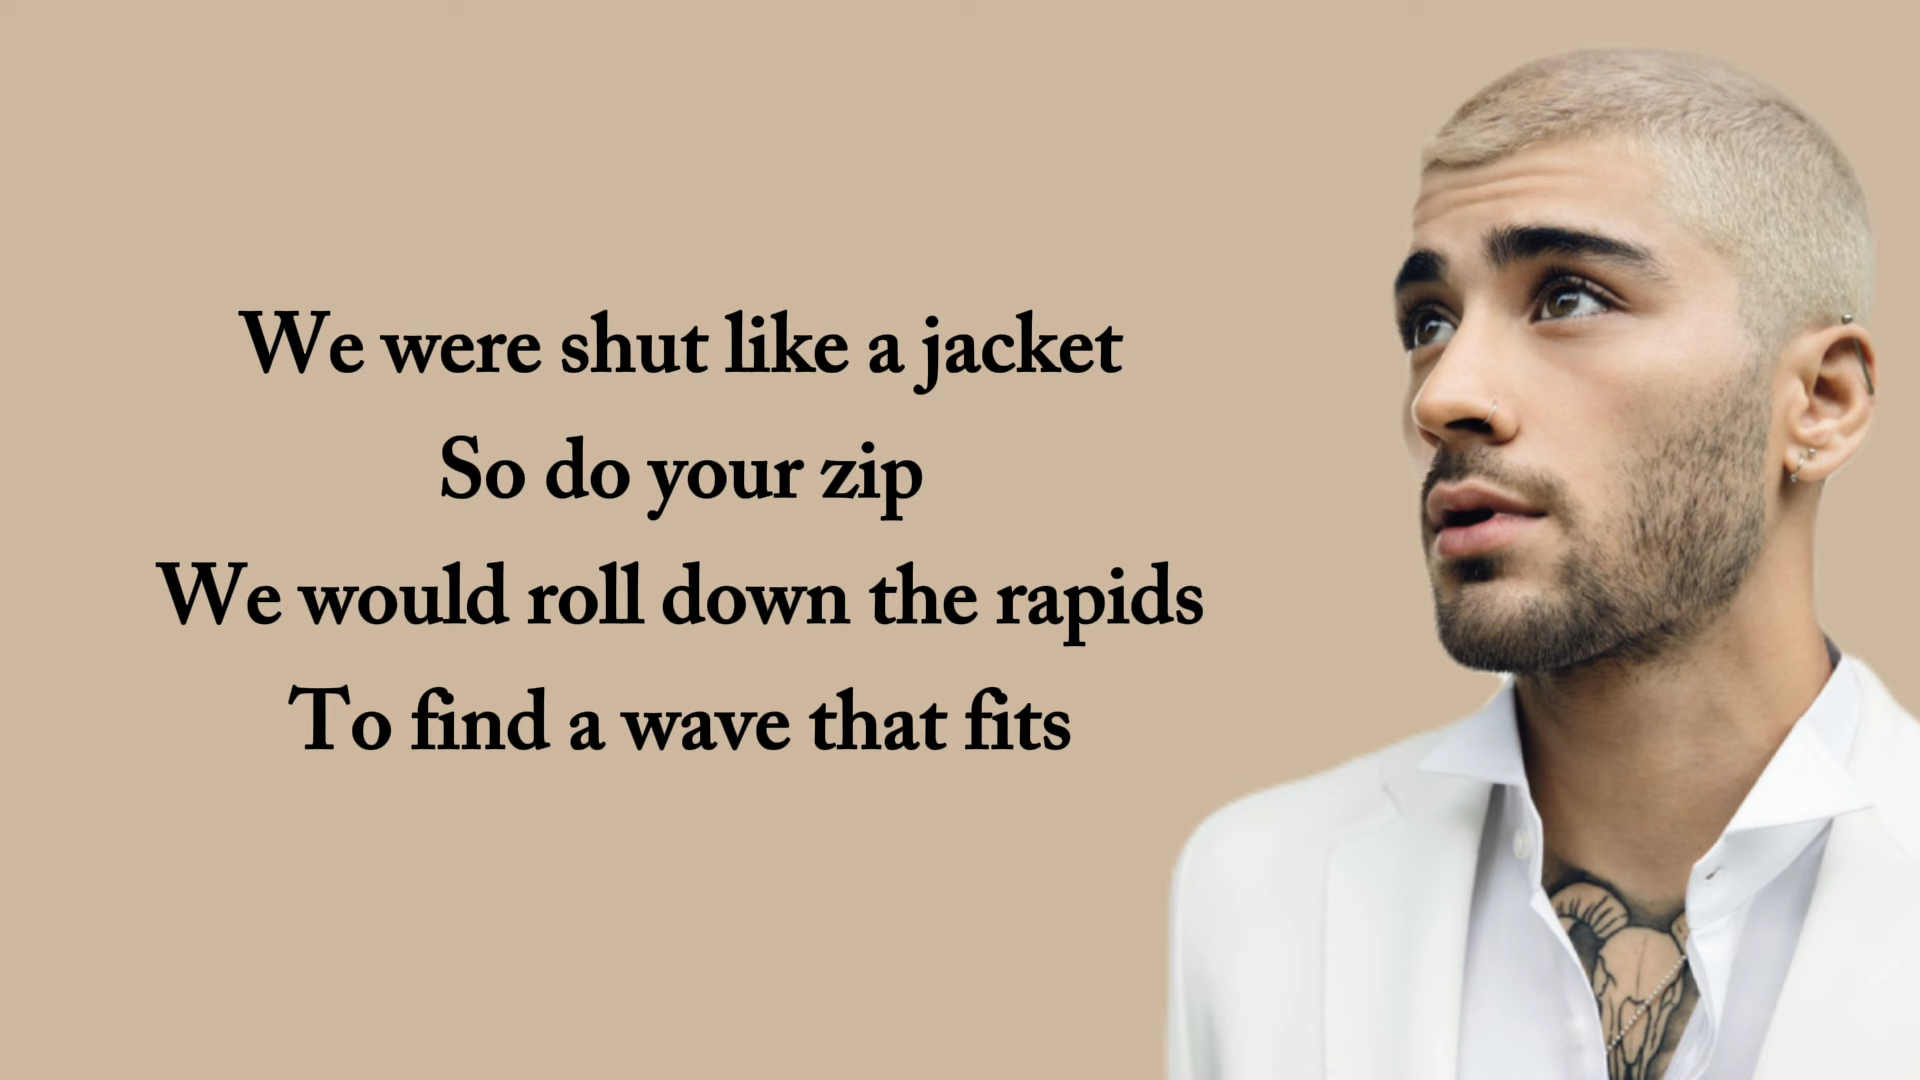 We were shut like a jacket
So do your zip
We would roll down the rapids
To find a wave that fits